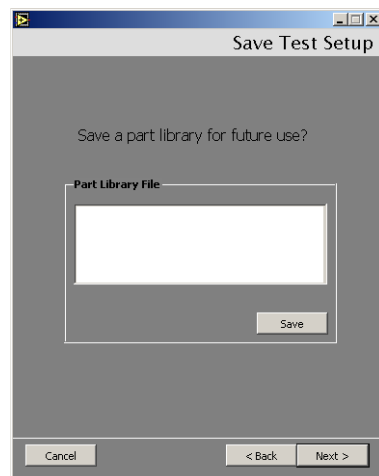 Save Test Setup
Save a part library for future use?
Part Library File
Save
Cancel
< Back
Next >